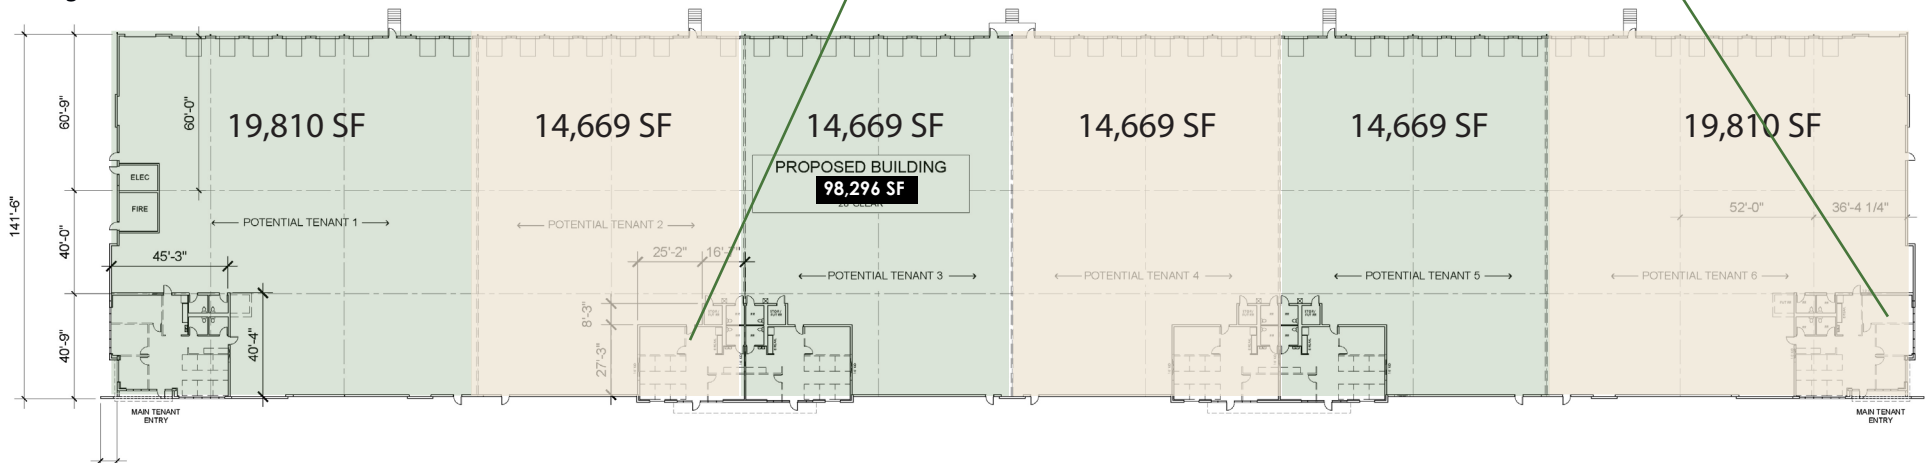 19,810 SF
14,669 SF
14,669 SF
14,669 SF
14,669 SF
19,810 SF
PROPOSED BUILDING
98,296 SF
CLEAR
ELEC
FIRE
POTENTIAL TENANT 1
POTENTIAL TENANT 2
POTENTIAL TENANT 3
POTENTIAL TENANT 4
POTENTIAL TENANT 5
POTENTIAL TENANT 6
141'-6"
60'-9"
40'-0"
40'-9"
60'-0"
45'-3"
40'-4"
25'-2"
8'-3"
27'-3"
52'-0"
36'-4 1/4"
MAIN TENANT
ENTRY
MAIN TENANT
ENTRY